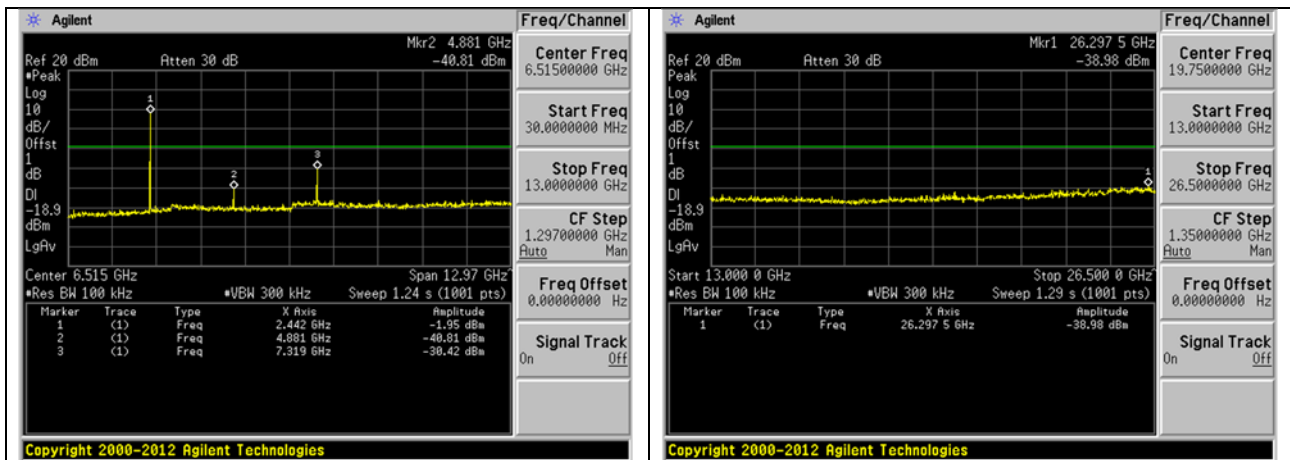 Agilent
Freq/Channel
Mkr2 4.881 GHz
Ref 20 dBm Atten 30 dB -40.81 dBm
*Peak
Log
10
dB/
Offst
1
dB
DI
-18.9
dBm
LgAv
1
2
3
Center 6.515 GHz Span 12.97 GHz^
*Res BW 100 kHz *VBW 300 kHz Sweep 1.24 s (1001 pts)
Marker Trace Type X Axis Amplitude
1 (1) Freq 2.442 GHz -1.95 dBm
2 (1) Freq 4.881 GHz -40.81 dBm
3 (1) Freq 7.319 GHz -30.42 dBm
Center Freq
6.51500000 GHz
Start Freq
30.0000000 MHz
Stop Freq
13.0000000 GHz
CF Step
1.29700000 GHz
Auto Man
Freq Offset
0.00000000 Hz
Signal Track
On Off
Copyright 2000-2012 Agilent Technologies
Agilent
Freq/Channel
Mkr1 26.297 5 GHz
Ref 20 dBm Atten 30 dB -38.98 dBm
*Peak
Log
10
dB/
Offst
1
dB
DI
-18.9
dBm
LgAv
1
Start 13.000 0 GHz Stop 26.500 0 GHz^
*Res BW 100 kHz *VBW 300 kHz Sweep 1.29 s (1001 pts)
Marker Trace Type X Axis Amplitude
1 (1) Freq 26.297 5 GHz -38.98 dBm
Center Freq
19.7500000 GHz
Start Freq
13.0000000 GHz
Stop Freq
26.5000000 GHz
CF Step
1.35000000 GHz
Auto Man
Freq Offset
0.00000000 Hz
Signal Track
On Off
Copyright 2000-2012 Agilent Technologies